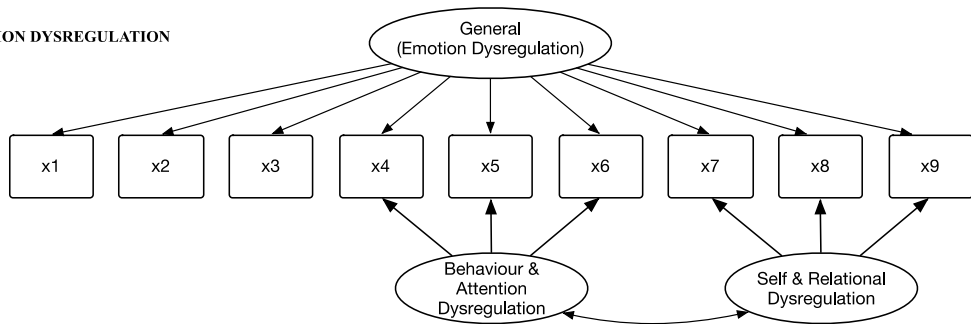 DYSREGULATION
General
(Emotion Dysregulation)
x1 x2 x3 x4 x5 x6 x7 x8 x9
Behaviour &
Attention
Dysregulation
Self & Relational
Dysregulation